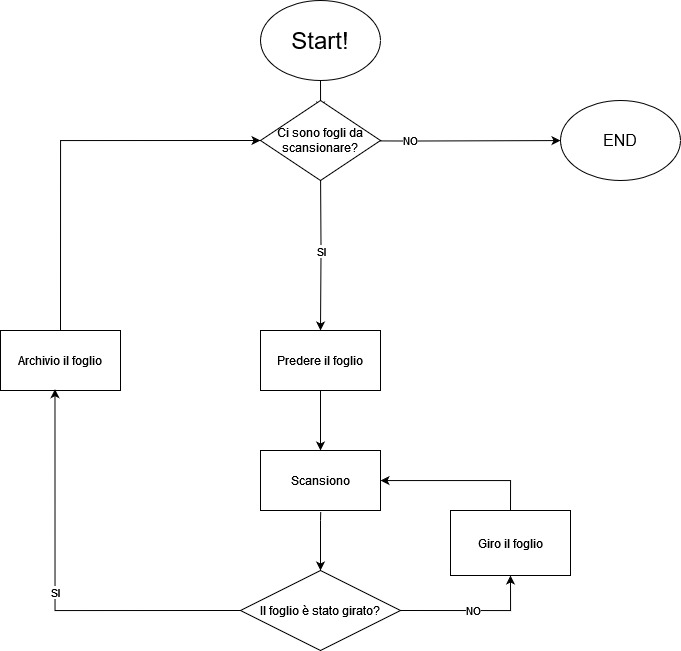 Start!
Ci sono fogli da
scansionare?
NO
END
SI
Archivio il foglio
Predere il foglio
Scansiono
Giro il foglio
SI
Il foglio è stato girato?
NO